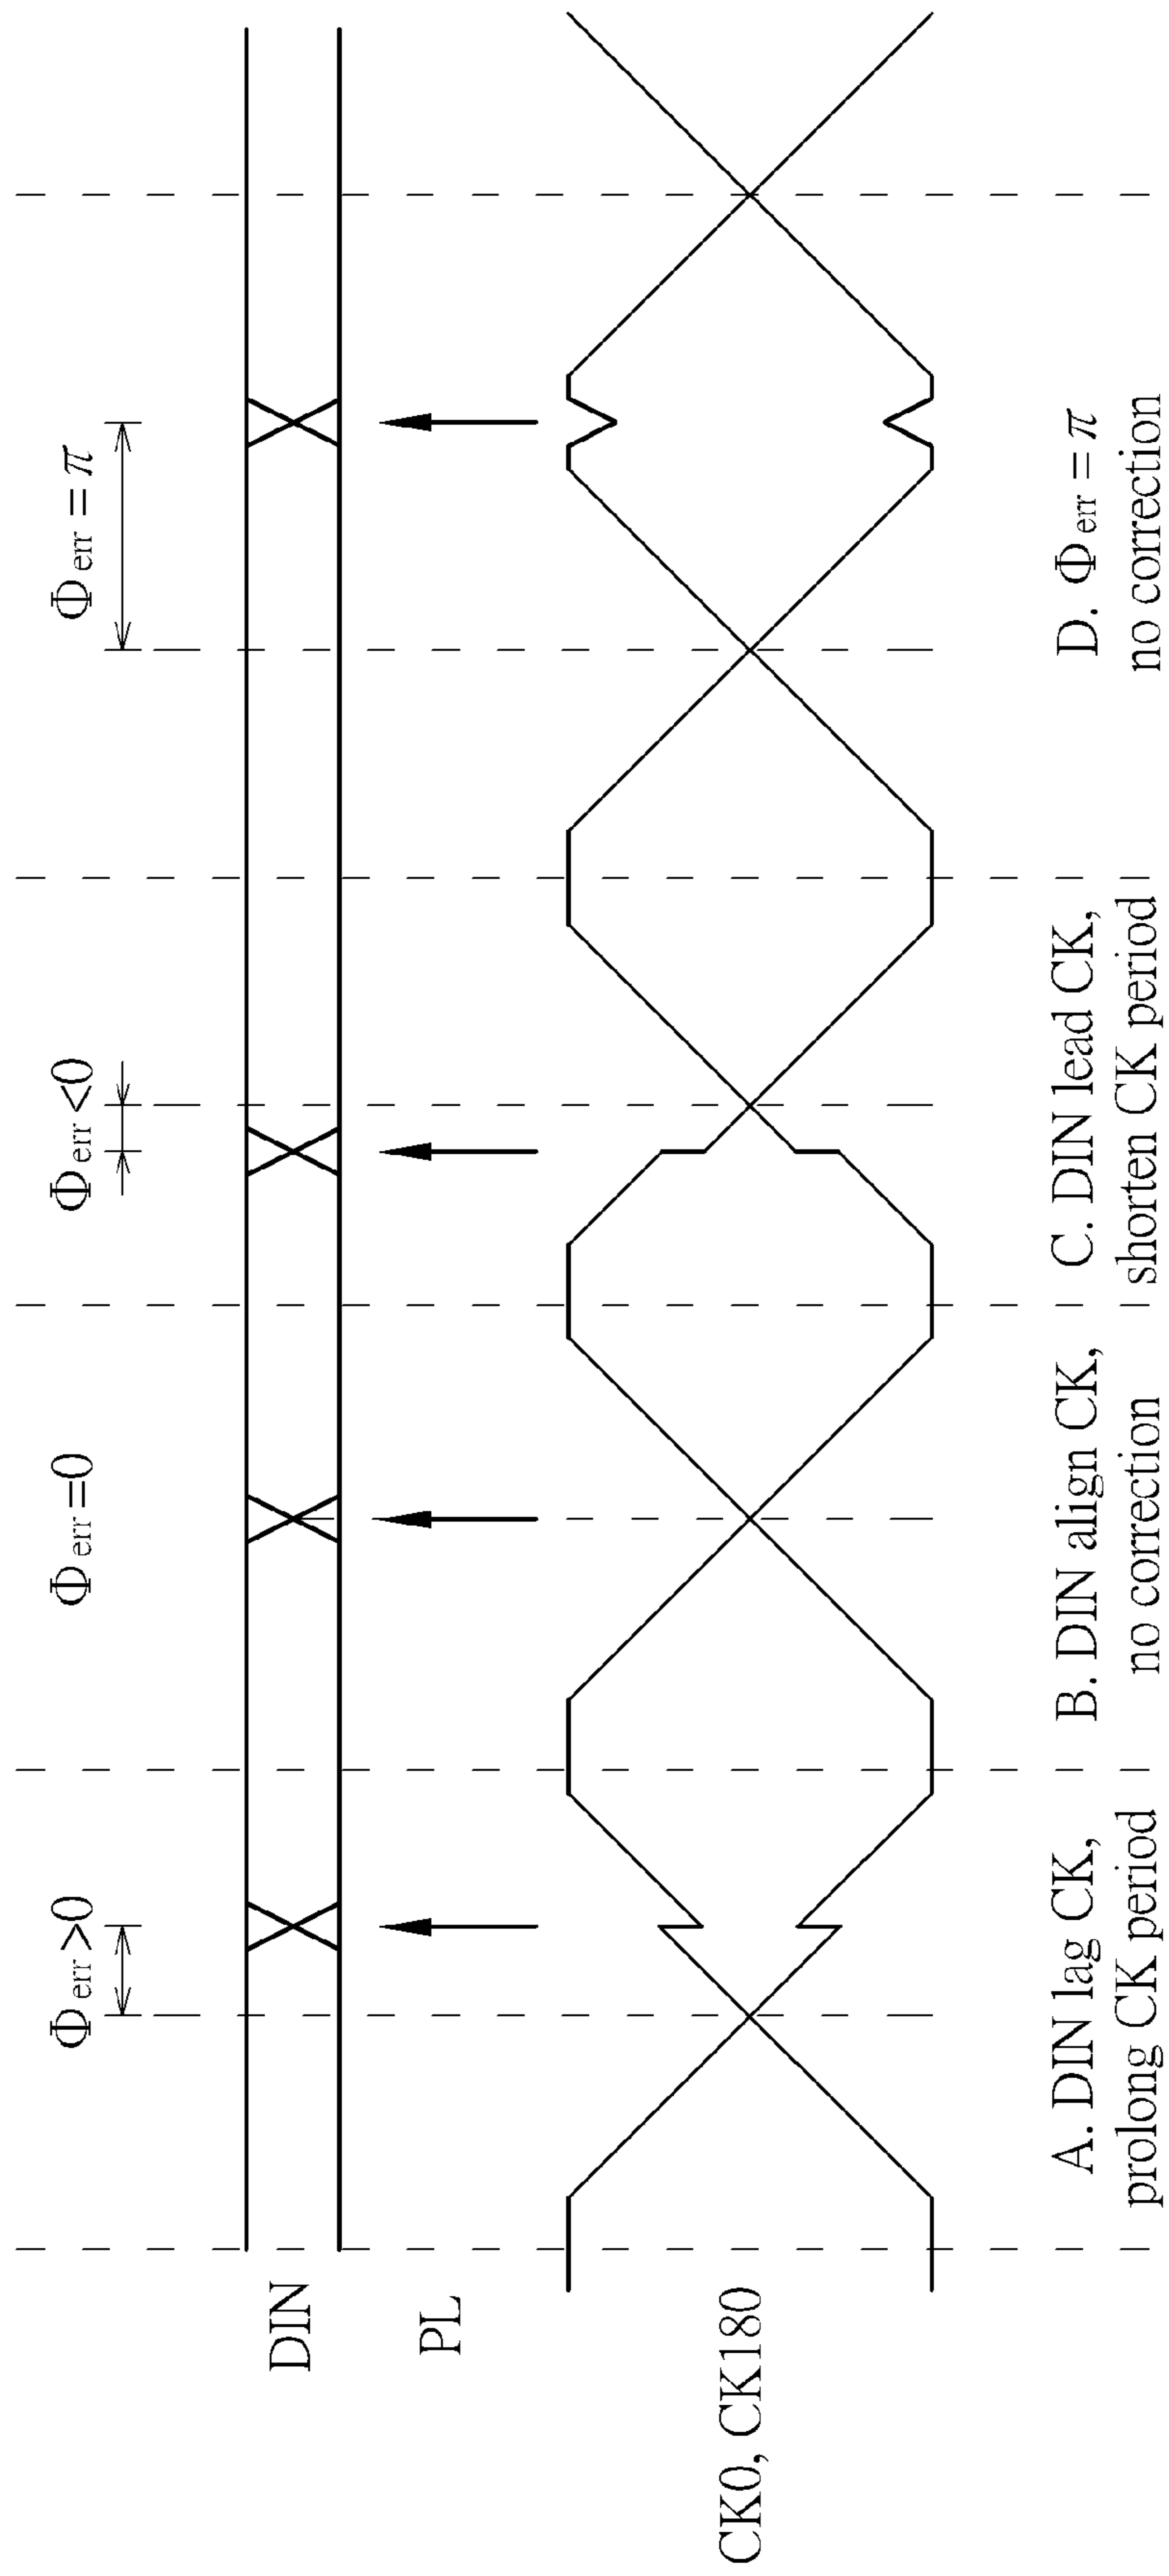 Φerr>0
Φerr=0
Φerr<0
Φerr=π
DIN
PL
CK0, CK180
A. DIN lag CK,
prolong CK period
B. DIN align CK,
no correction
C. DIN lead CK,
shorten CK period
D. Φerr=π
no correction